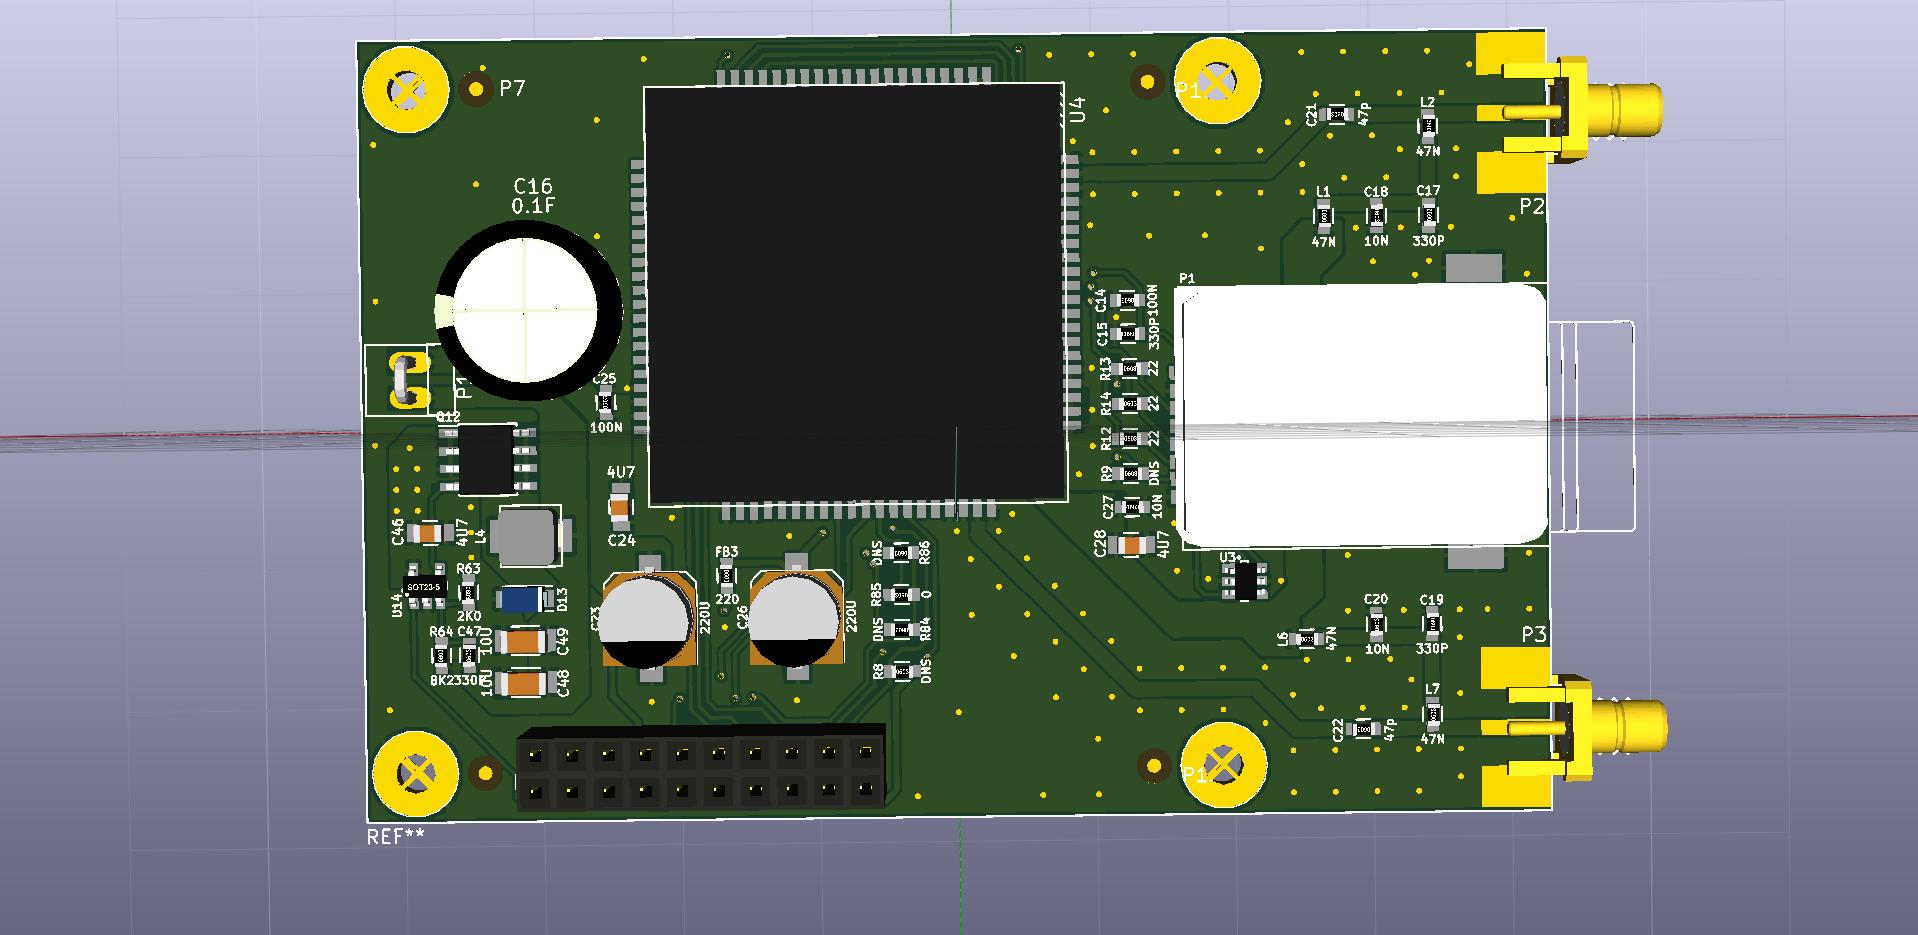 P7
P1
U4
C21
47p
L2
47N
P2
C16
0.1F
L1
47N
C18
10N
C17
330P
P1
C14
100N
C15
330P
R13
22
R14
22
R12
22
R9
DNS
C27
10N
C28
4U7
P1
C25
100N
Q12
4U7
C24
C46
4U7
L4
U14
SOT23-5
R63
2K0
D13
R64
C47
8K2
330P
10U
C49
10U
C48
C23
220U
FB3
220
C26
220U
DNS
R86
R85
0
DNS
R84
R8
DNS
U3
C20
10N
C19
330P
L6
47N
P3
L7
47N
C22
47p
P1
REF**